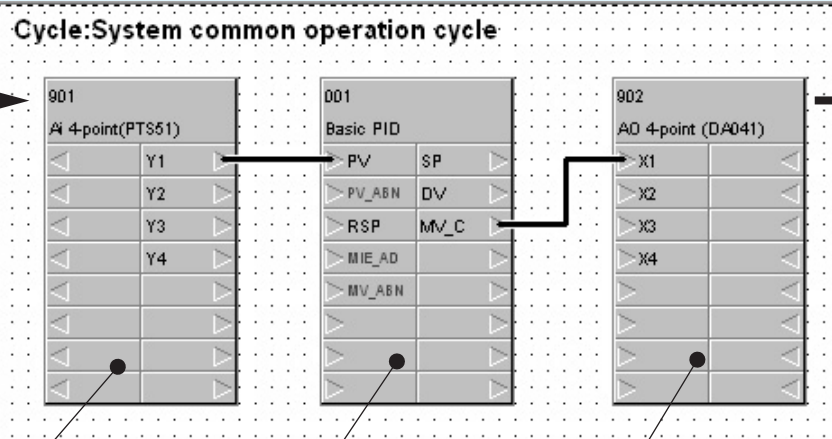 Cycle:System common operation cycle
901
Ai 4-point(PTS51)
Y1
Y2
Y3
Y4
001
Basic PID
PV SP
PV_ABN DV
RSP MV_C
MIE_AD
MV_ABN
902
AO 4-point (DA041)
X1
X2
X3
X4